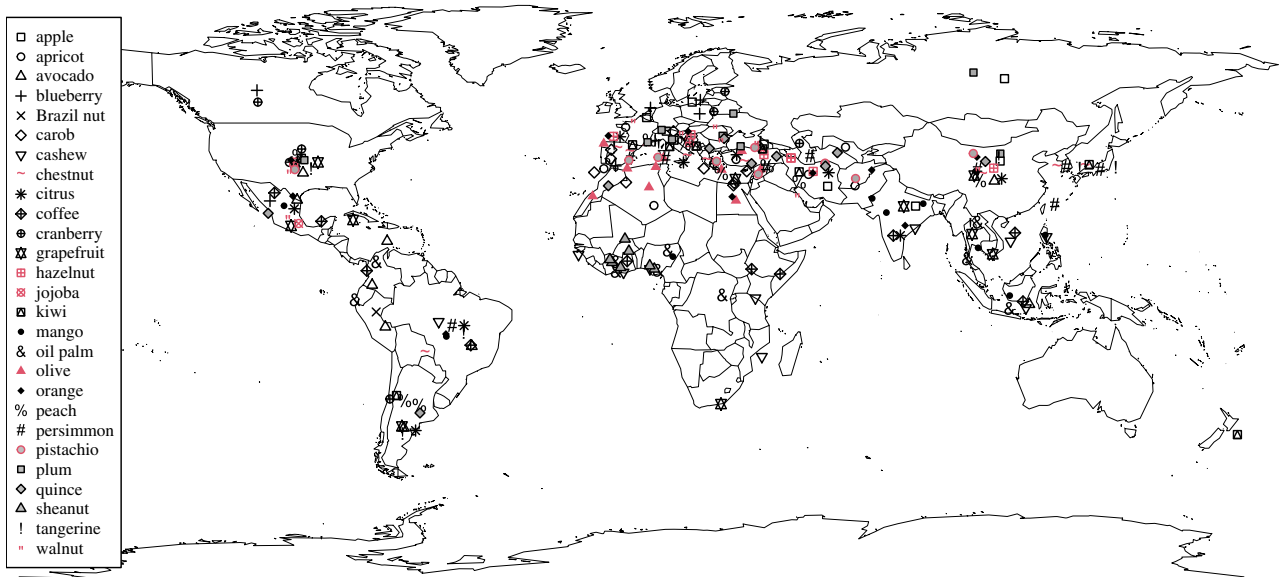 apple
apricot
avocado
blueberry
Brazil nut
carob
cashew
chestnut
citrus
coffee
cranberry
grapefruit
hazelnut
jojoba
kiwi
mango
oil palm
olive
orange
peach
persimmon
pistachio
plum
quince
sheanut
tangerine
walnut